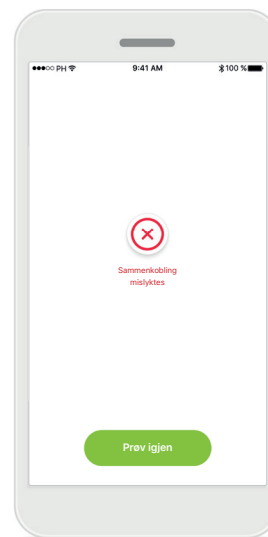 ●●●○○ PH 9:41 AM 100 %
Sammenkobling
mislyktes
Prøv igjen